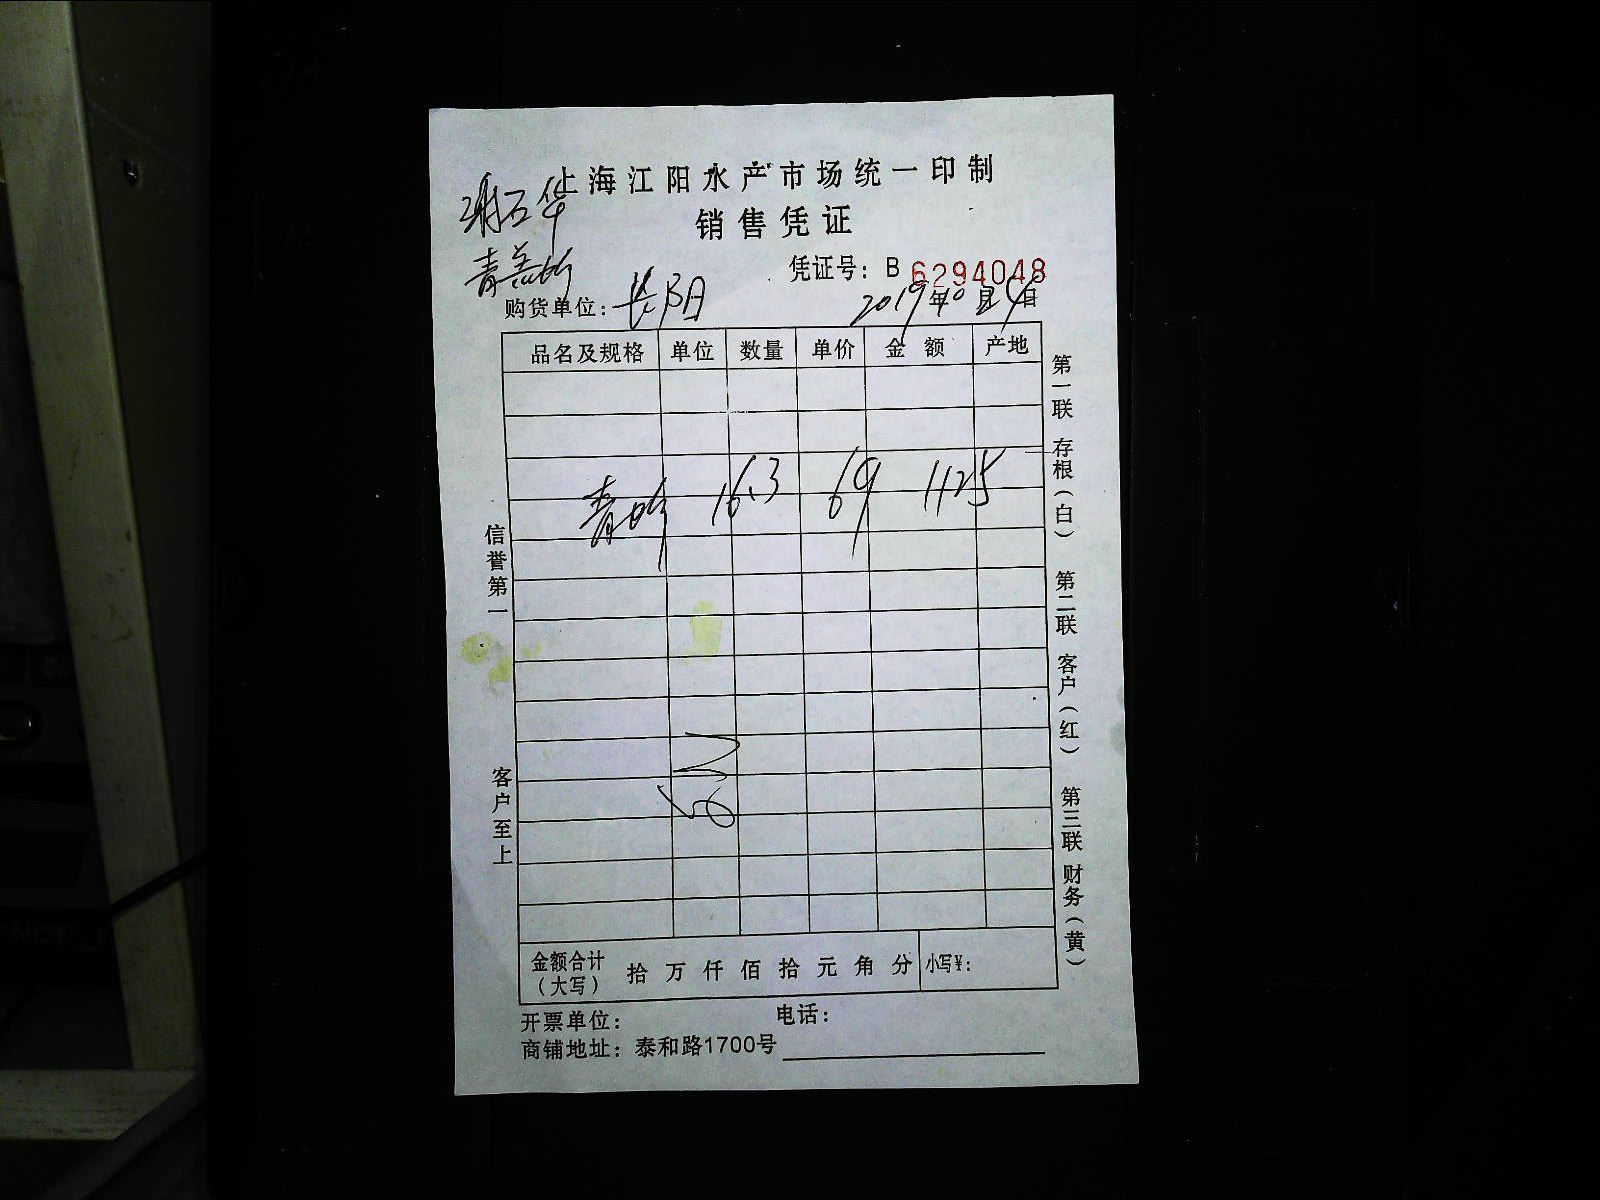 上海江阳水产市场统一印制
销售凭证
凭证号：B 6294048
购货单位：长阳 2019年10月24日
品名及规格 单位 数量 单价 金额 产地
青 16.3 69 1125
信誉第一
客户至上
第一联 存根（白）
第二联 客户（红）
第三联 财务（黄）
金额合计（大写） 拾 万 仟 佰 拾 元 角 分 小写¥：
开票单位： 电话：
商铺地址：泰和路1700号